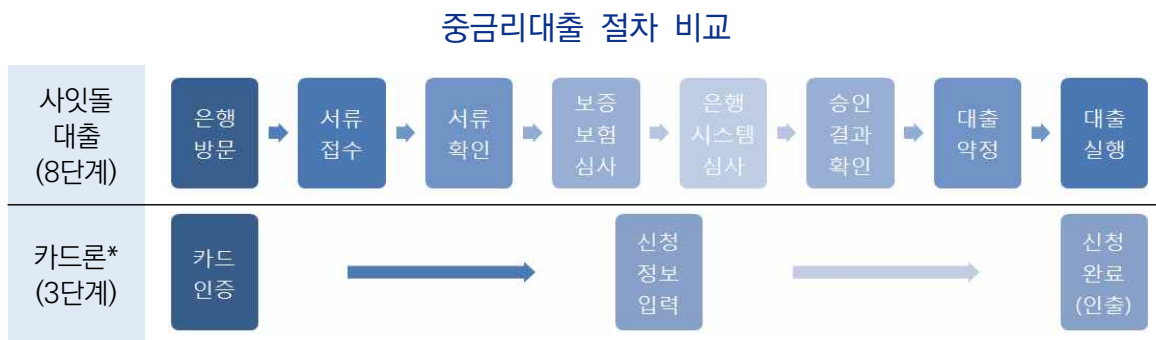 중금리대출 절차 비교
사잇돌
대출
(8단계)
은행
방문
서류
접수
서류
확인
보증
보험
심사
은행
시스템
심사
승인
결과
확인
대출
약정
대출
실행
카드론*
(3단계)
카드
인증
신청
정보
입력
신청
완료
(인출)